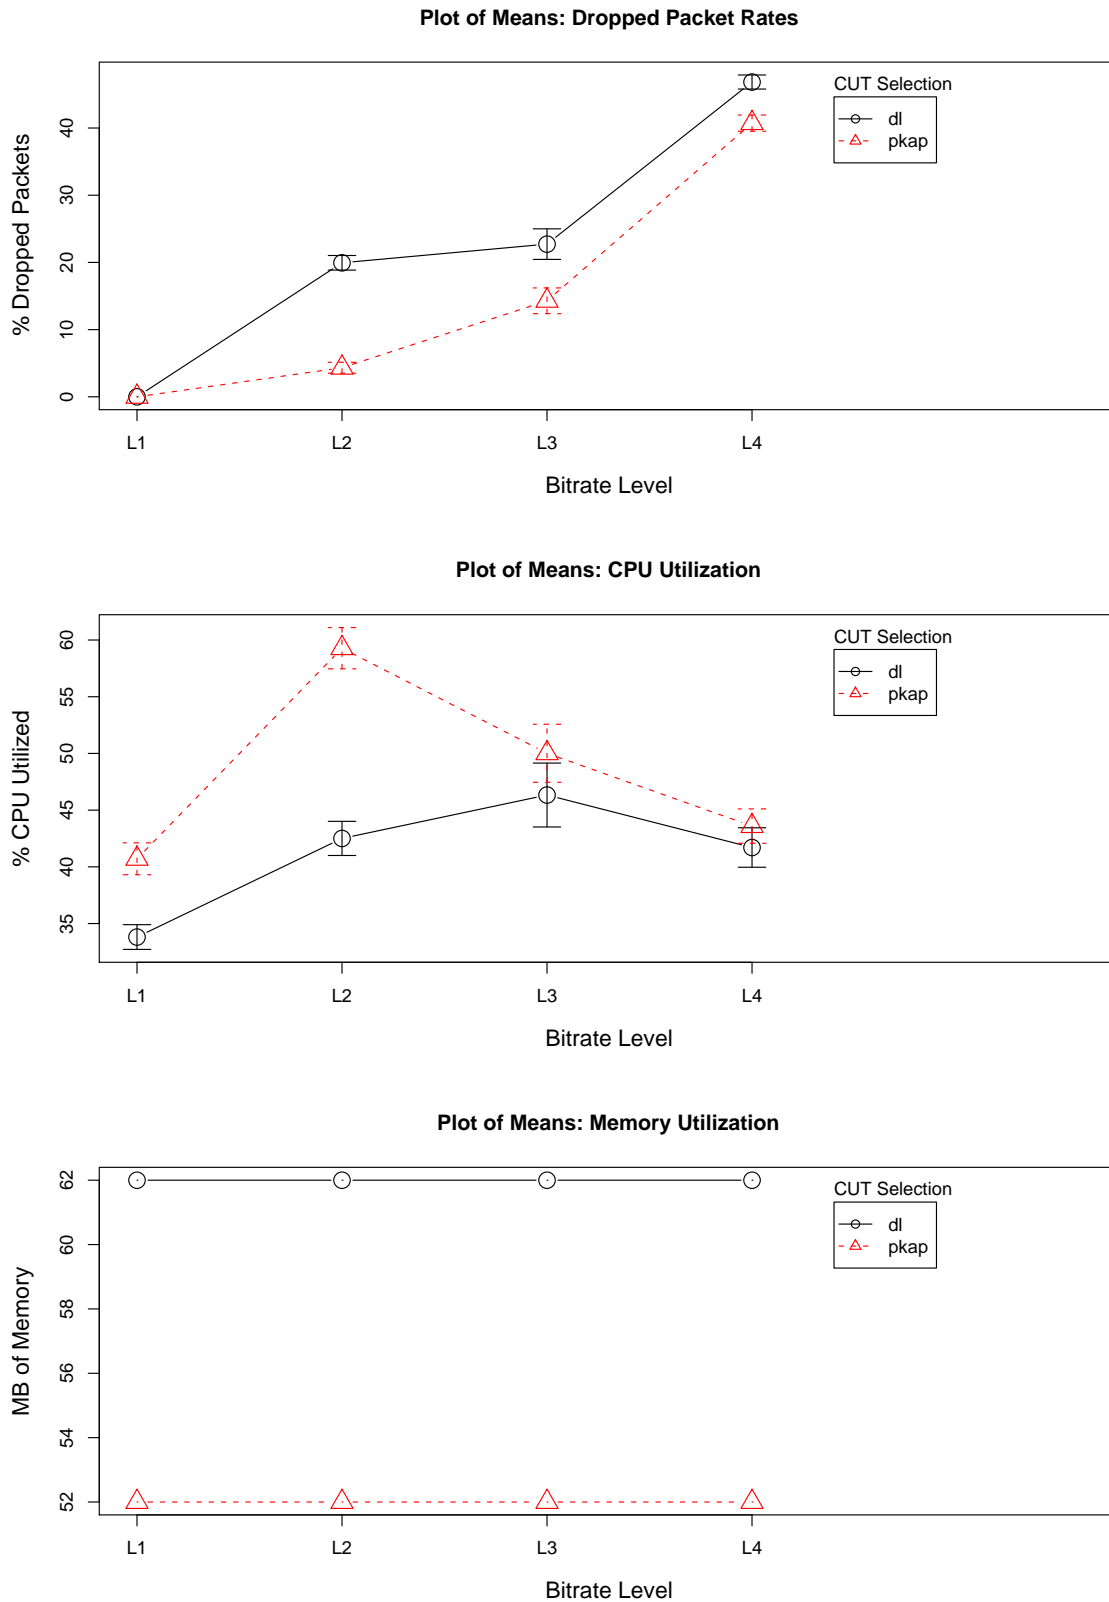 Plot of Means: Dropped Packet Rates
% Dropped Packets
40
30
20
10
0
CUT Selection
dl
pkap
L1 L2 L3 L4
Bitrate Level
Plot of Means: CPU Utilization
% CPU Utilized
60
55
50
45
40
35
CUT Selection
dl
pkap
L1 L2 L3 L4
Bitrate Level
Plot of Means: Memory Utilization
MB of Memory
62
60
58
56
54
52
CUT Selection
dl
pkap
L1 L2 L3 L4
Bitrate Level